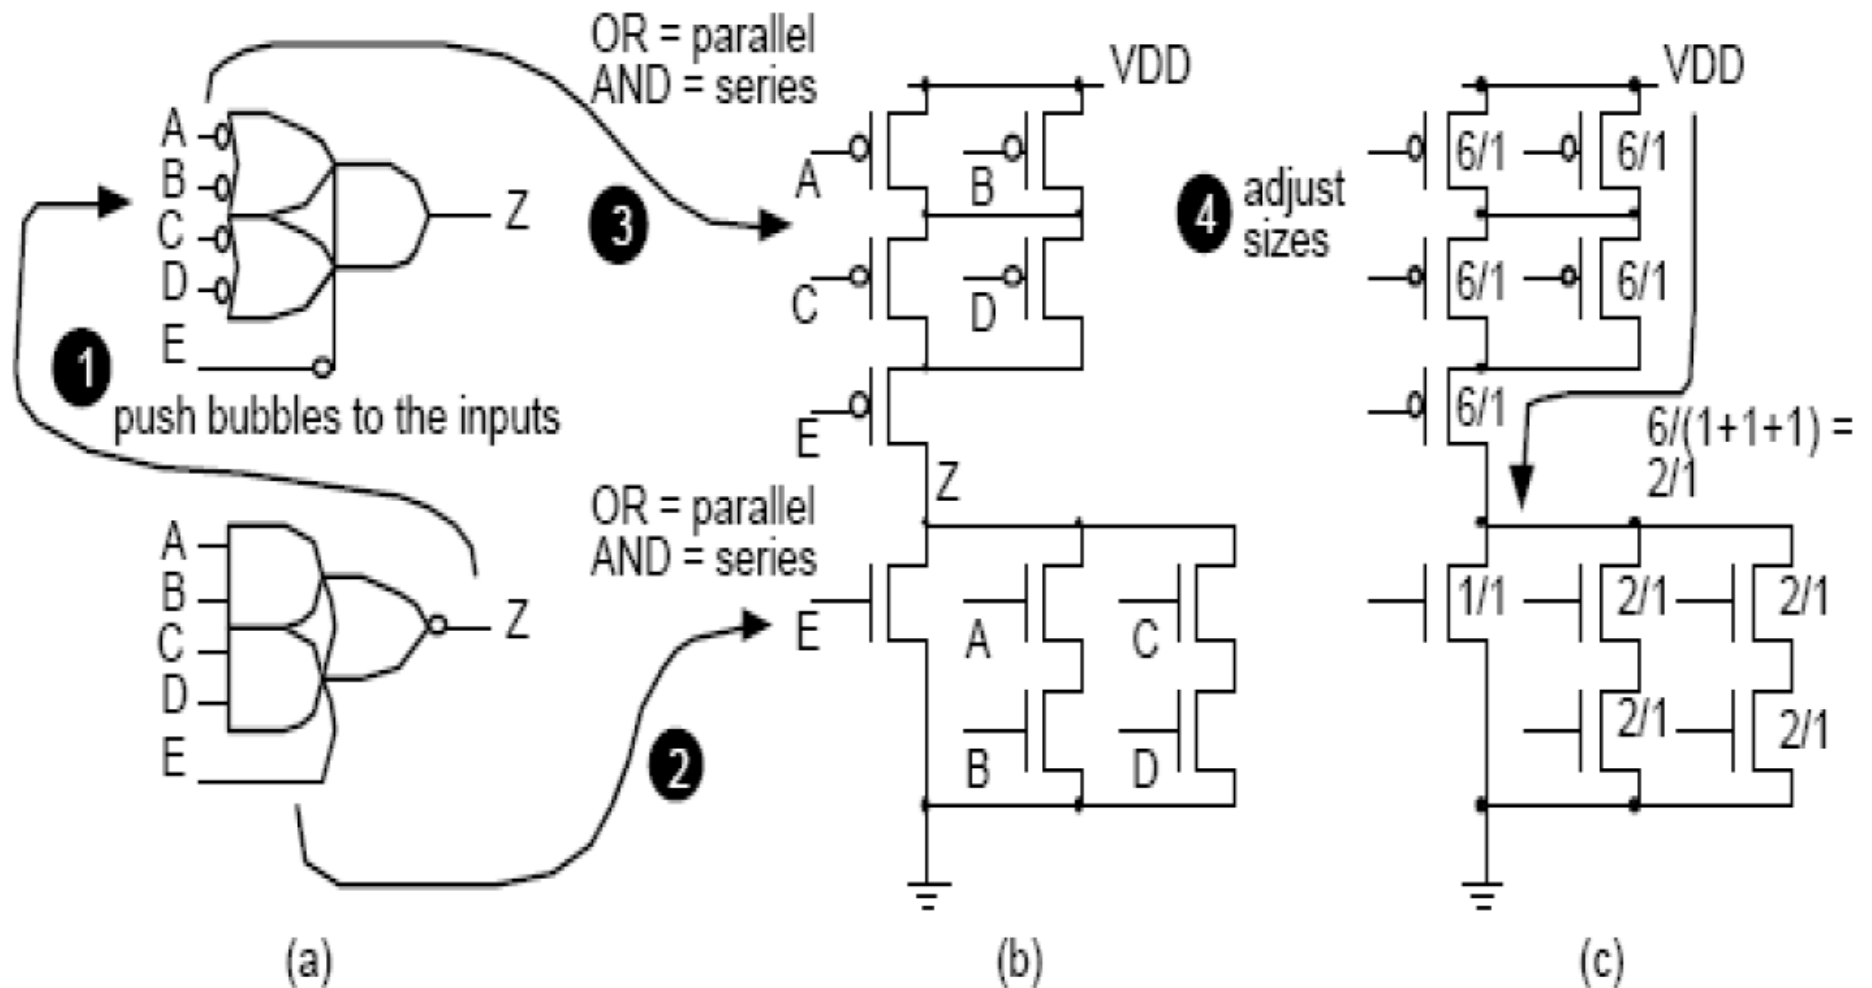 A
B
C
D
E
Z
1
push bubbles to the inputs
A
B
C
D
E
Z
(a)
OR = parallel
AND = series
3
OR = parallel
AND = series
2
VDD
A
B
C
D
E
Z
E
A
C
B
D
(b)
4
adjust
sizes
VDD
6/1
6/1
6/1
6/1
6/1
6/(1+1+1) =
2/1
1/1
2/1
2/1
2/1
2/1
(c)